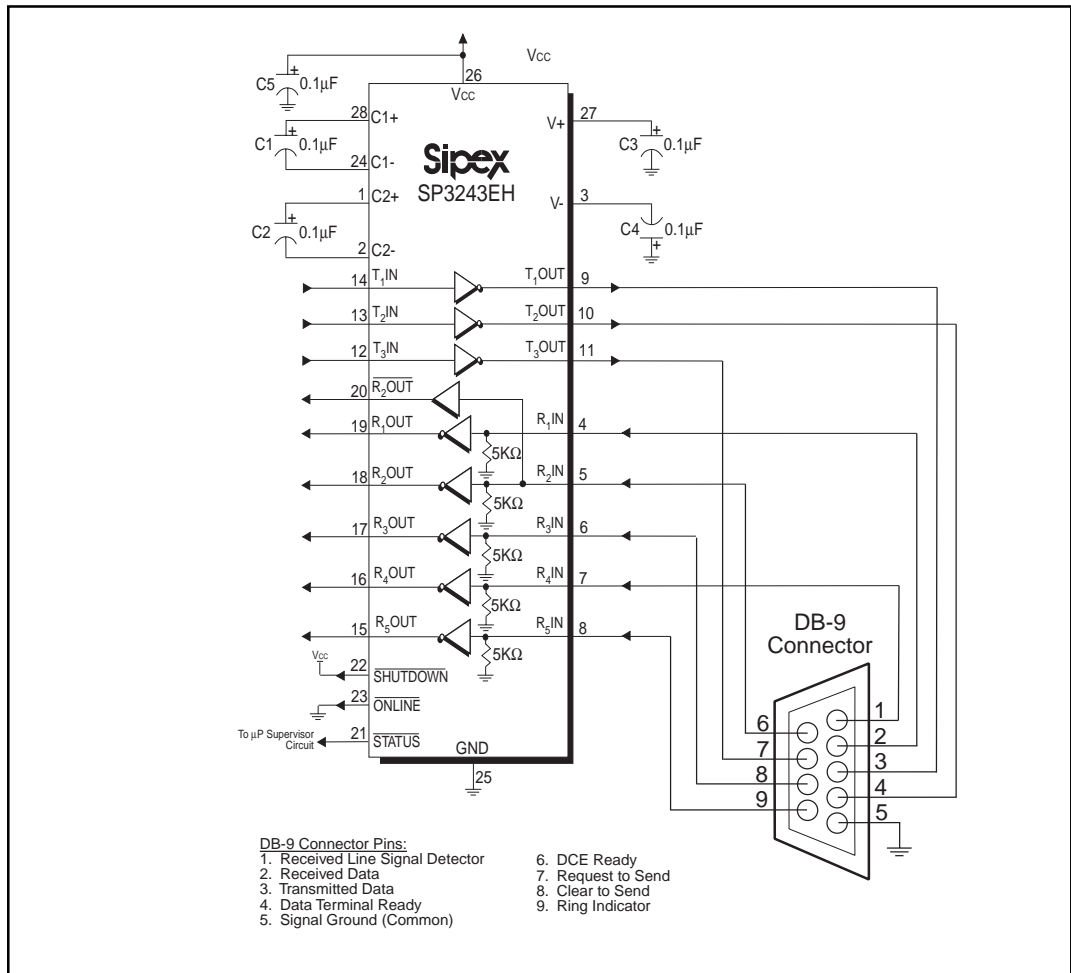 VCC
C5
+
0.1μF
26
VCC
28
C1+
C1
+
0.1μF
24
C1-
1
C2+
C2
+
0.1μF
2
C2-
Sipex
SP3243EH
V+
27
C3
+
0.1μF
V-
3
C4
0.1μF
+
14
T1IN
T1OUT
9
13
T2IN
T2OUT
10
12
T3IN
T3OUT
11
20
R2OUT
19
R1OUT
R1IN
4
5KΩ
18
R2OUT
R2IN
5
5KΩ
17
R3OUT
R3IN
6
5KΩ
16
R4OUT
R4IN
7
5KΩ
15
R5OUT
R5IN
8
5KΩ
VCC
22
SHUTDOWN
23
ONLINE
To μP Supervisor
Circuit
21
STATUS
GND
25
DB-9
Connector
6
7
8
9
1
2
3
4
5
DB-9 Connector Pins:
1. Received Line Signal Detector
2. Received Data
3. Transmitted Data
4. Data Terminal Ready
5. Signal Ground (Common)
6. DCE Ready
7. Request to Send
8. Clear to Send
9. Ring Indicator